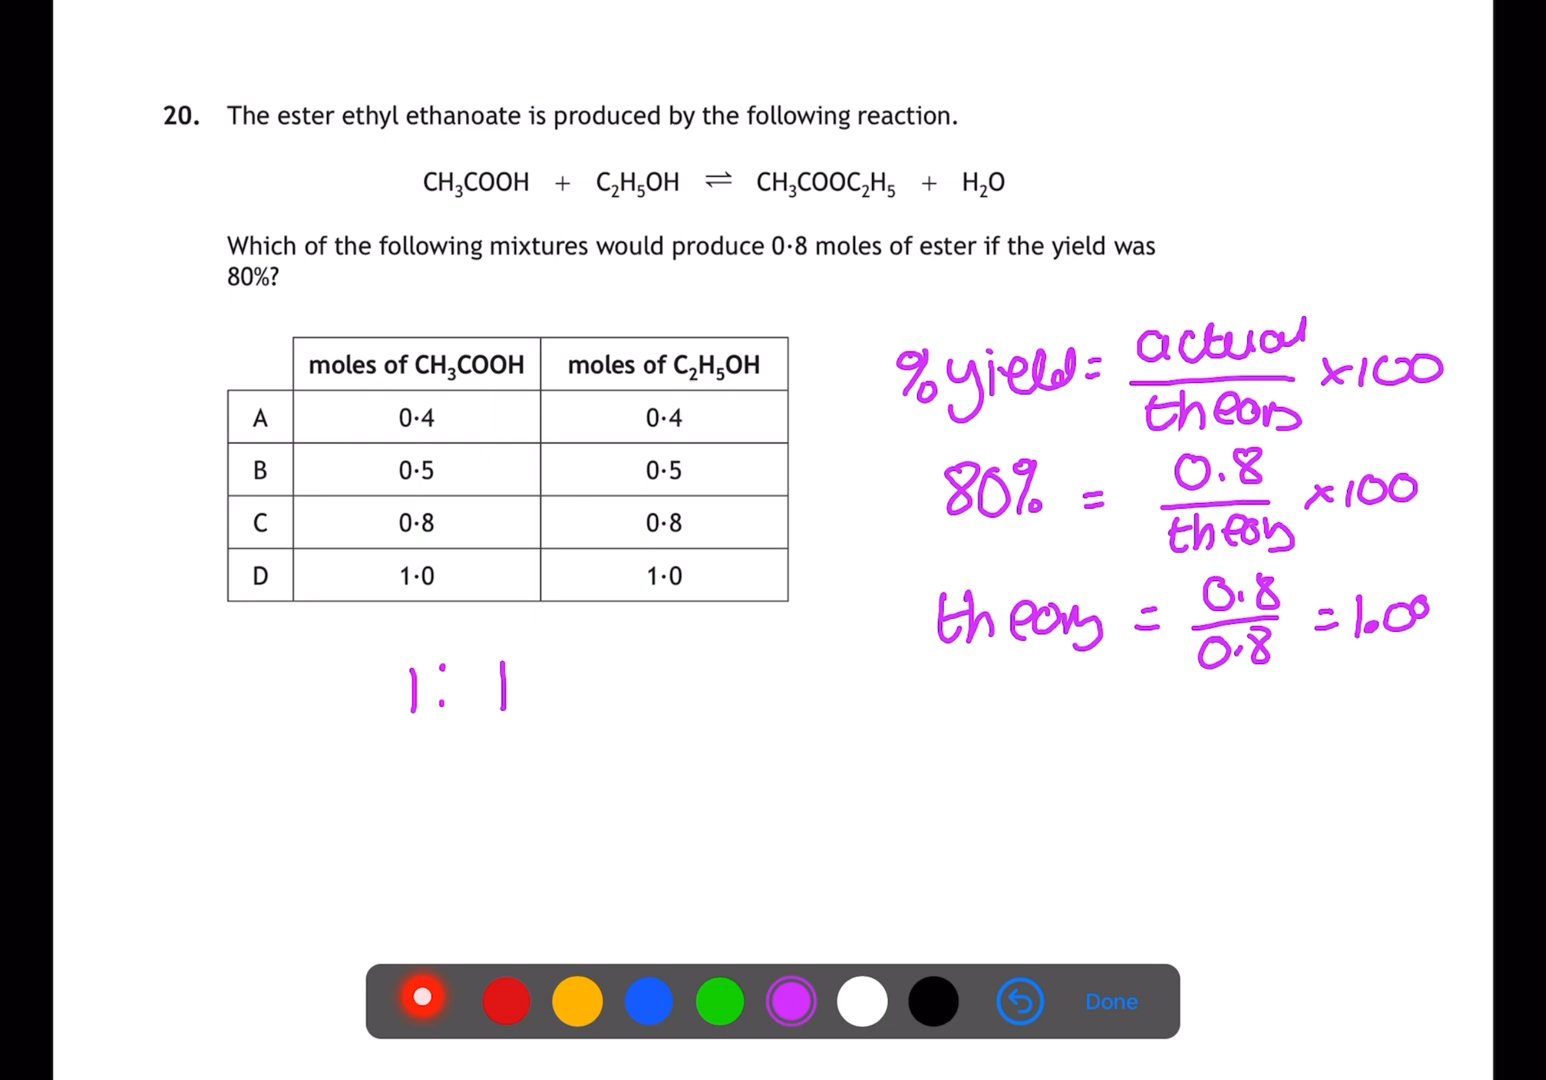 20. The ester ethyl ethanoate is produced by the following reaction.
CH₃COOH + C₂H₅OH ⇌ CH₃COOC₂H₅ + H₂O
Which of the following mixtures would produce 0·8 moles of ester if the yield was
80%?
moles of CH₃COOH moles of C₂H₅OH
A 0·4 0·4
B 0·5 0·5
C 0·8 0·8
D 1·0 1·0
1 : 1
% yield = actual / theory × 100
80% = 0.8 / theory × 100
theory = 0.8 / 0.8 = 1.00
Done